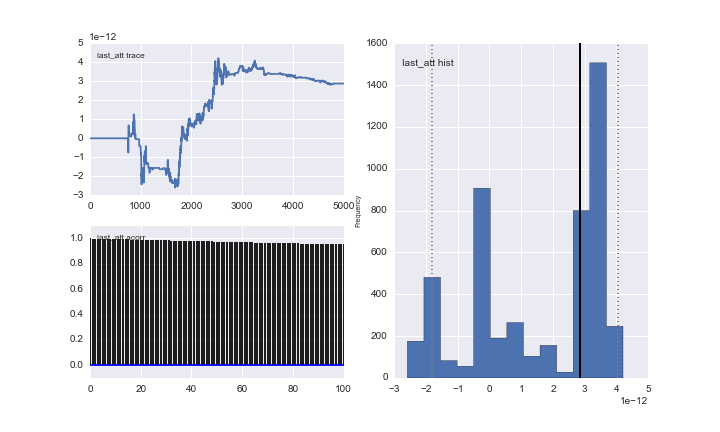 1e−12
5
last_att trace
4
3
2
1
0
−1
−2
−3
0 1000 2000 3000 4000 5000
last_att acorr
1.0
0.8
0.6
0.4
0.2
0.0
0 20 40 60 80 100
1600
last_att hist
1400
1200
1000
800
Frequency
600
400
200
0
−3 −2 −1 0 1 2 3 4 5
1e−12